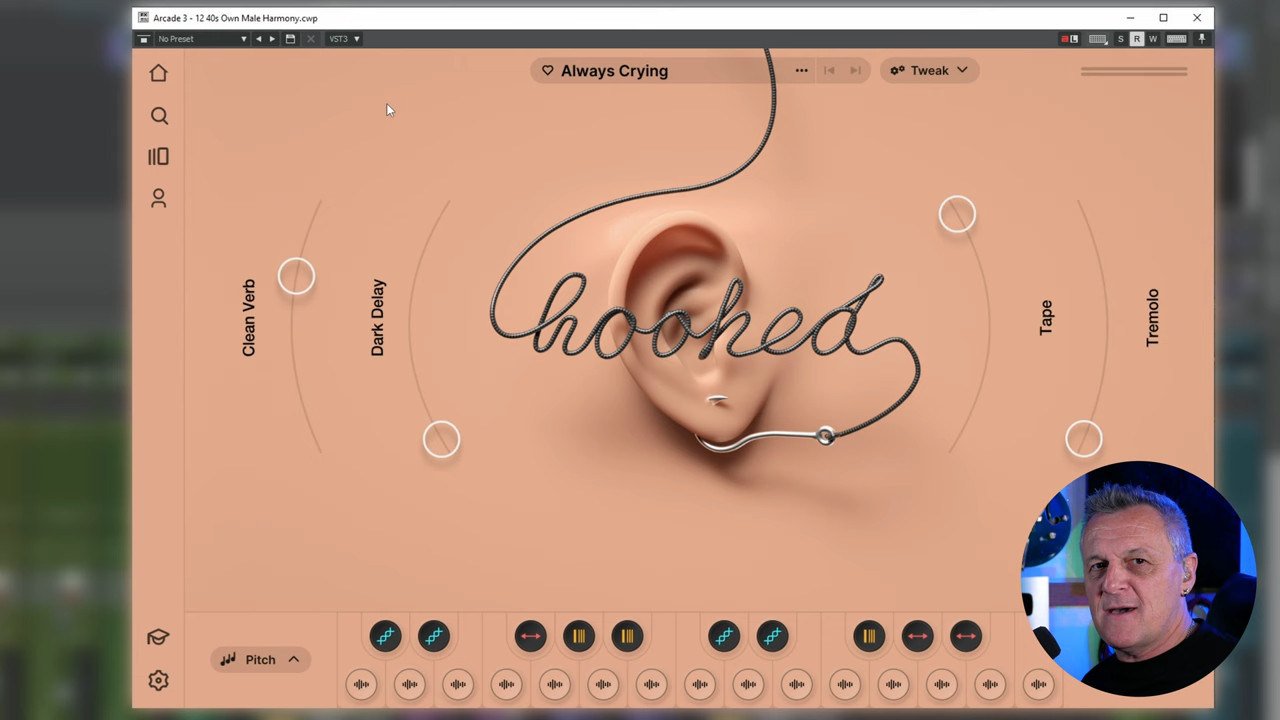 Arcade 3 - 12 40s Own Male Harmony.cwp
No Preset
VST3
L
S
R
W
Always Crying
Tweak
Clean Verb
Dark Delay
hooked
Tape
Tremolo
Pitch